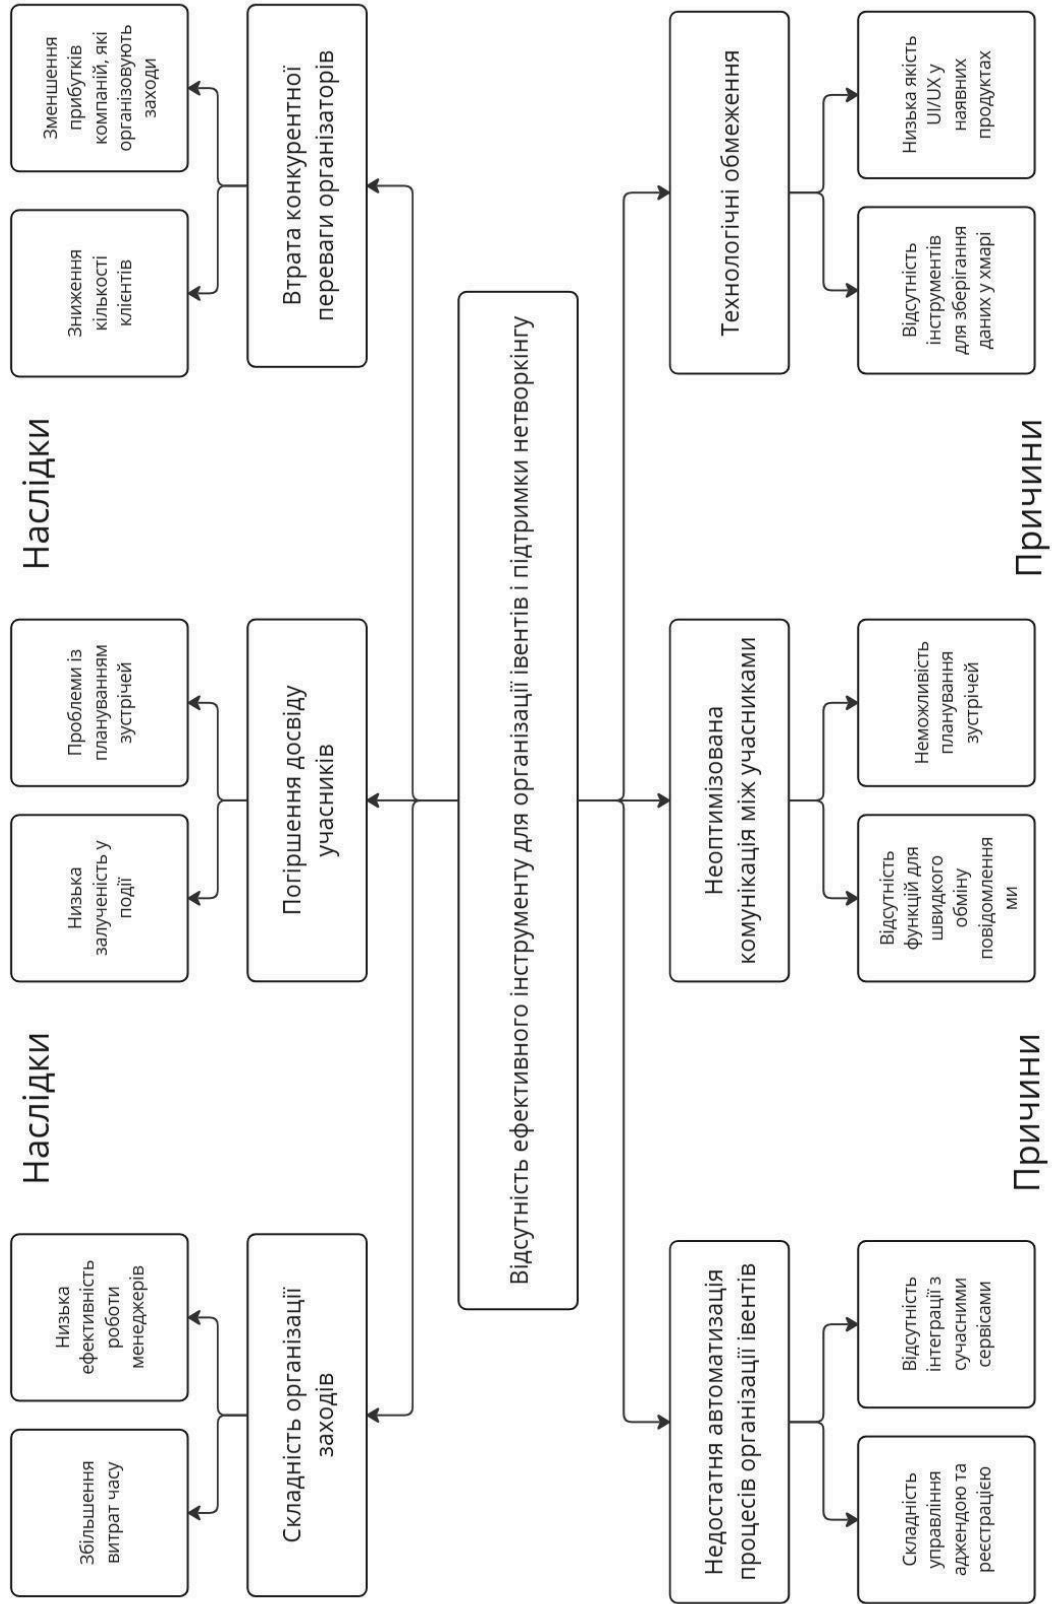 Збільшення
витрат часу
Низька
ефективність
роботи
менеджерів
Наслідки
Низька
залученість у
події
Проблеми із
плануванням
зустрічей
Наслідки
Зниження
кількості
клієнтів
Зменшення
прибутків
компаній, які
організовують
заходи
Складність організації
заходів
Погіршення досвіду
учасників
Втрата конкурентної
переваги організаторів
Відсутність ефективного інструменту для організації івентів і підтримки нетворкінгу
Недостатня автоматизація
процесів організації івентів
Неоптимізована
комунікація між учасниками
Технологічні обмеження
Складність
управління
адженdою та
реєстрацією
Відсутність
інтеграції з
сучасними
сервісами
Причини
Відсутність
функцій для
швидкого
обміну
повідомлення
ми
Неможливість
планування
зустрічей
Причини
Відсутність
інструментів
для зберігання
даних у хмарі
Низька якість
UI/UX у
наявних
продуктах